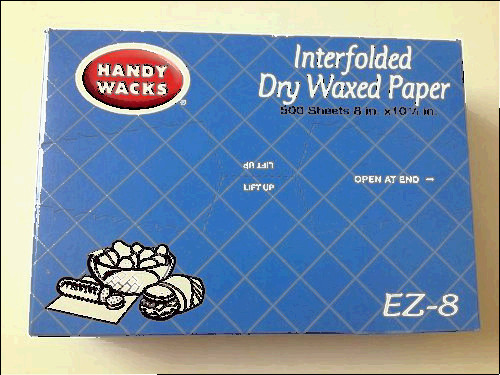 HANDY
WACKS
®
Interfolded
Dry Waxed Paper
500 Sheets 8 in. x10¾ in.
LIFT UP
LIFT UP
OPEN AT END →
EZ-8